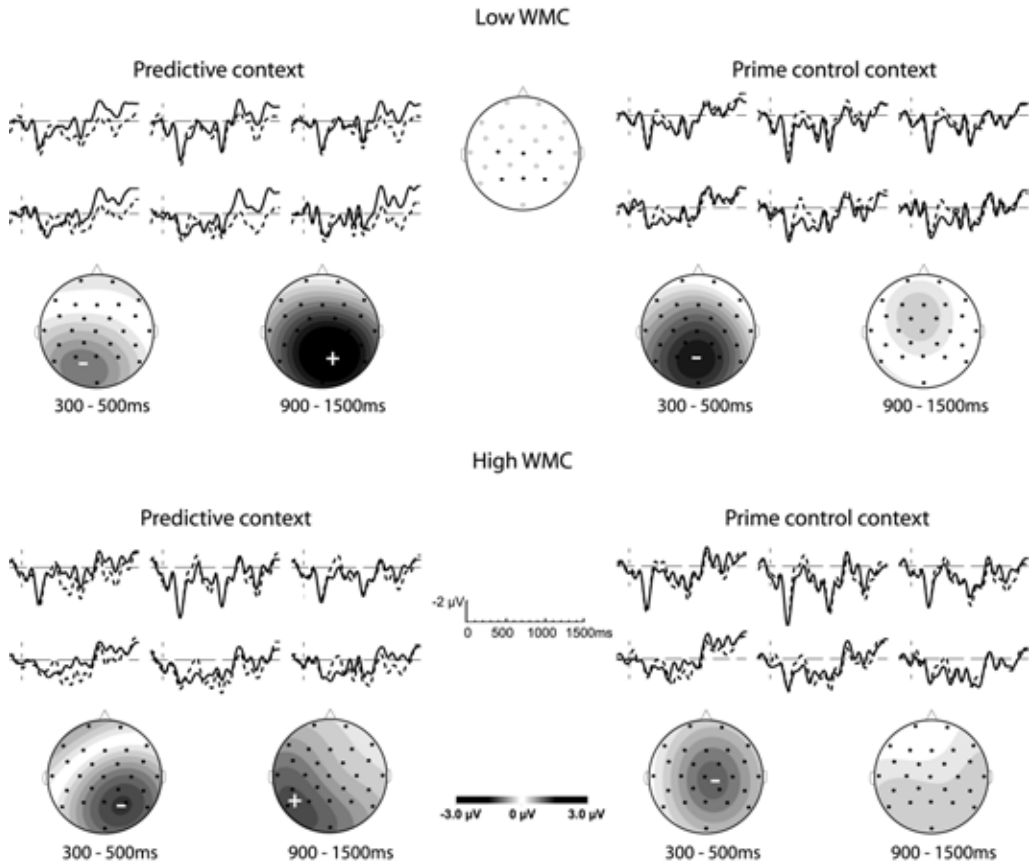 Low WMC
Predictive context
Prime control context
-
+
-
300 - 500ms
900 - 1500ms
300 - 500ms
900 - 1500ms
High WMC
Predictive context
Prime control context
-2 µV
0 500 1000 1500ms
-
+
-
-3.0 µV 0 µV 3.0 µV
300 - 500ms
900 - 1500ms
300 - 500ms
900 - 1500ms